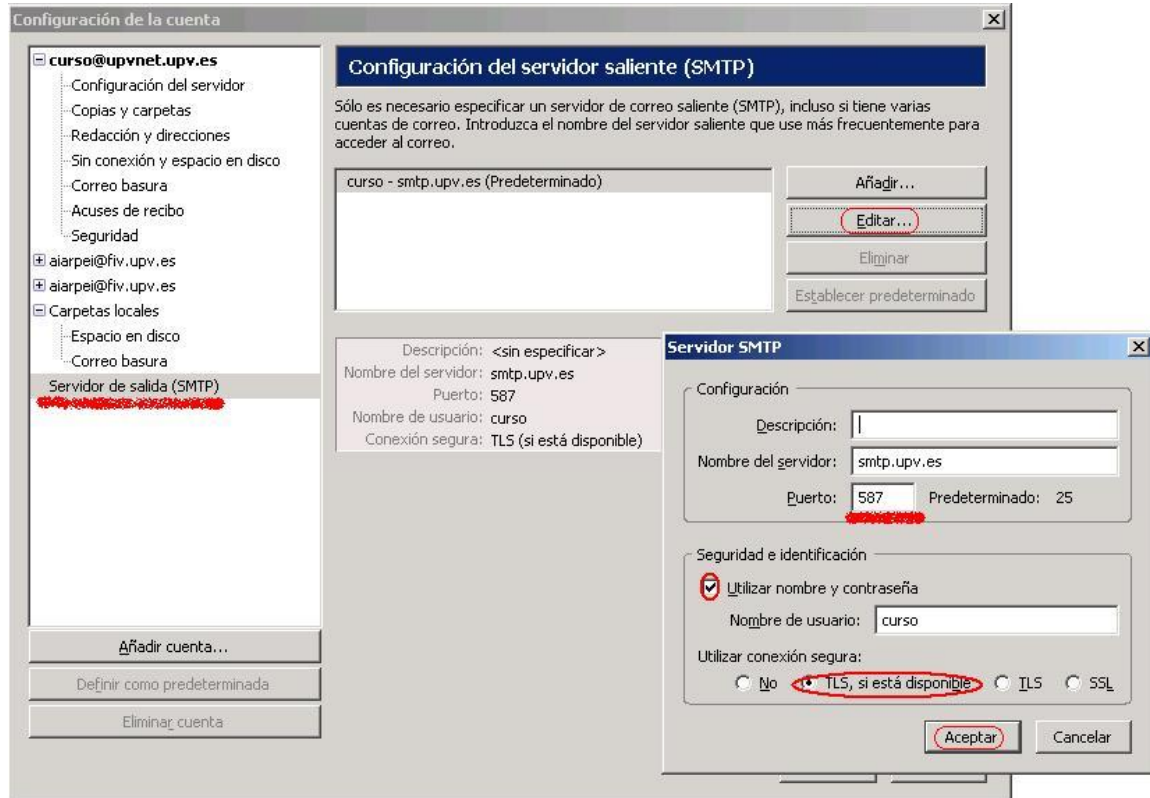 Configuración de la cuenta
curso@upvnet.upv.es
Configuración del servidor
Copias y carpetas
Redacción y direcciones
Sin conexión y espacio en disco
Correo basura
Acuses de recibo
Seguridad
aiarpei@fiv.upv.es
aiarpei@fiv.upv.es
Carpetas locales
Espacio en disco
Correo basura
Servidor de salida (SMTP)
Añadir cuenta...
Definir como predeterminada
Eliminar cuenta
Configuración del servidor saliente (SMTP)
Sólo es necesario especificar un servidor de correo saliente (SMTP), incluso si tiene varias
cuentas de correo. Introduzca el nombre del servidor saliente que use más frecuentemente para
acceder al correo.
curso - smtp.upv.es (Predeterminado)
Añadir...
Editar...
Eliminar
Establecer predeterminado
Descripción: <sin especificar>
Nombre del servidor: smtp.upv.es
Puerto: 587
Nombre de usuario: curso
Conexión segura: TLS (si está disponible)
Servidor SMTP
Configuración
Descripción:
Nombre del servidor: smtp.upv.es
Puerto: 587 Predeterminado: 25
Seguridad e identificación
Utilizar nombre y contraseña
Nombre de usuario: curso
Utilizar conexión segura:
No TLS, si está disponible TLS SSL
Aceptar Cancelar